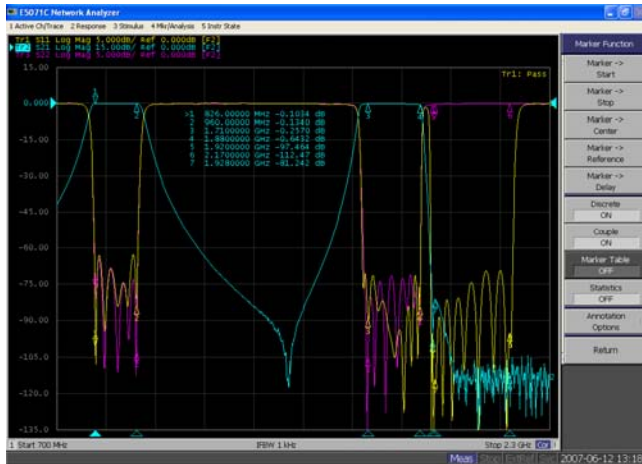 E5071C Network Analyzer
1 Active Ch/Trace 2 Response 3 Stimulus 4 Mkr/Analysis 5 Instr State
Tr1 S11 Log Mag 5.000dB/ Ref 0.000dB [F2]
Tr2 S21 Log Mag 15.00dB/ Ref 0.000dB [F2]
Tr3 S22 Log Mag 5.000dB/ Ref 0.000dB [F2]
15.00
0.000
-15.00
-30.00
-45.00
-60.00
-75.00
-90.00
-105.0
-120.0
-135.0
Tr1: Pass
>1 826.00000 MHz -0.1034 dB
2 960.00000 MHz -0.1340 dB
3 1.7100000 GHz -0.2570 dB
4 1.8800000 GHz -0.6432 dB
5 1.9200000 GHz -97.464 dB
6 2.1700000 GHz -112.47 dB
7 1.9280000 GHz -81.242 dB
1 Start 700 MHz
IFBW 1 kHz
Stop 2.3 GHz Cor
Meas Stop ExtRef Svc 2007-06-12 13:18
Marker Function
Marker ->
Start
Marker ->
Stop
Marker ->
Center
Marker ->
Reference
Marker ->
Delay
Discrete
ON
Couple
ON
Marker Table
OFF
Statistics
OFF
Annotation
Options
Return